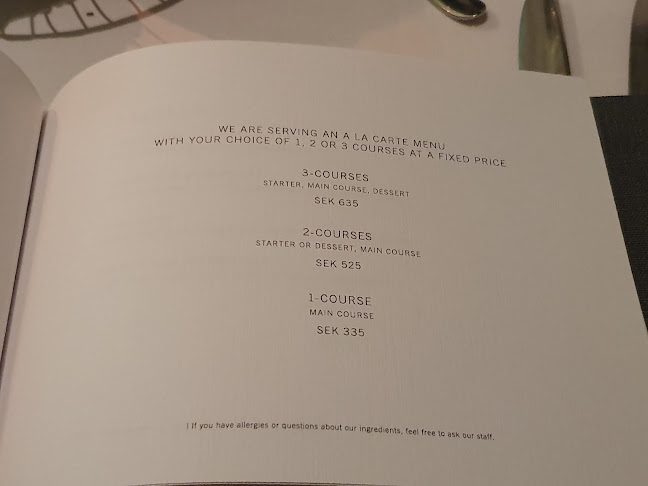 WE ARE SERVING AN A LA CARTE MENU
WITH YOUR CHOICE OF 1, 2 OR 3 COURSES AT A FIXED PRICE
3-COURSES
STARTER, MAIN COURSE, DESSERT
SEK 635
2-COURSES
STARTER OR DESSERT, MAIN COURSE
SEK 525
1-COURSE
MAIN COURSE
SEK 335
| If you have allergies or questions about our ingredients, feel free to ask our staff.